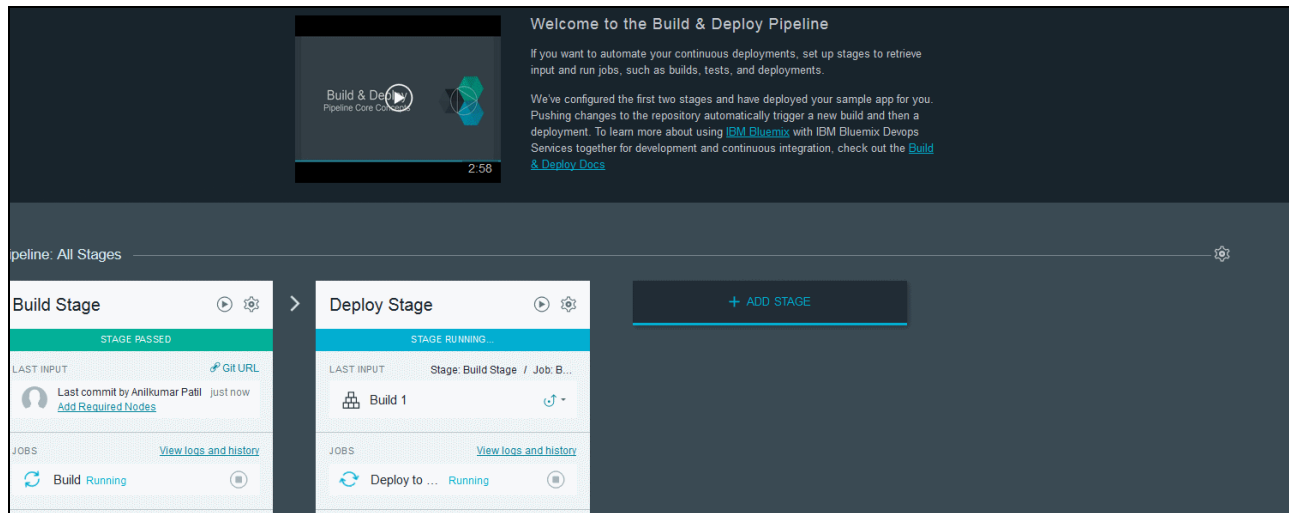 Welcome to the Build & Deploy Pipeline
If you want to automate your continuous deployments, set up stages to retrieve
input and run jobs, such as builds, tests, and deployments.
We've configured the first two stages and have deployed your sample app for you.
Pushing changes to the repository automatically trigger a new build and then a
deployment. To learn more about using IBM Bluemix with IBM Bluemix Devops
Services together for development and continuous integration, check out the Build
& Deploy Docs
Build & Deploy
Pipeline Core Concepts
2:58
ipeline: All Stages
Build Stage
STAGE PASSED
LAST INPUT Git URL
Last commit by Anilkumar Patil just now
Add Required Nodes
JOBS View logs and history
Build Running
Deploy Stage
STAGE RUNNING...
LAST INPUT Stage: Build Stage / Job: B...
Build 1
JOBS View logs and history
Deploy to ... Running
+ ADD STAGE